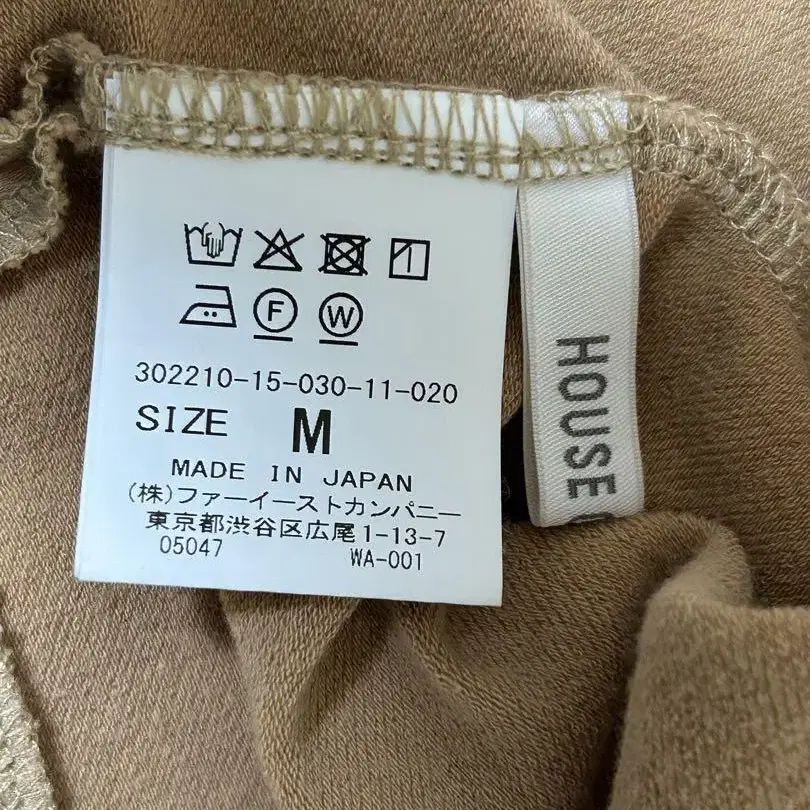 F W
302210-15-030-11-020
SIZE M
MADE IN JAPAN
(株)ファーイーストカンパニー
東京都渋谷区広尾1-13-7
05047 WA-001
HOUSE